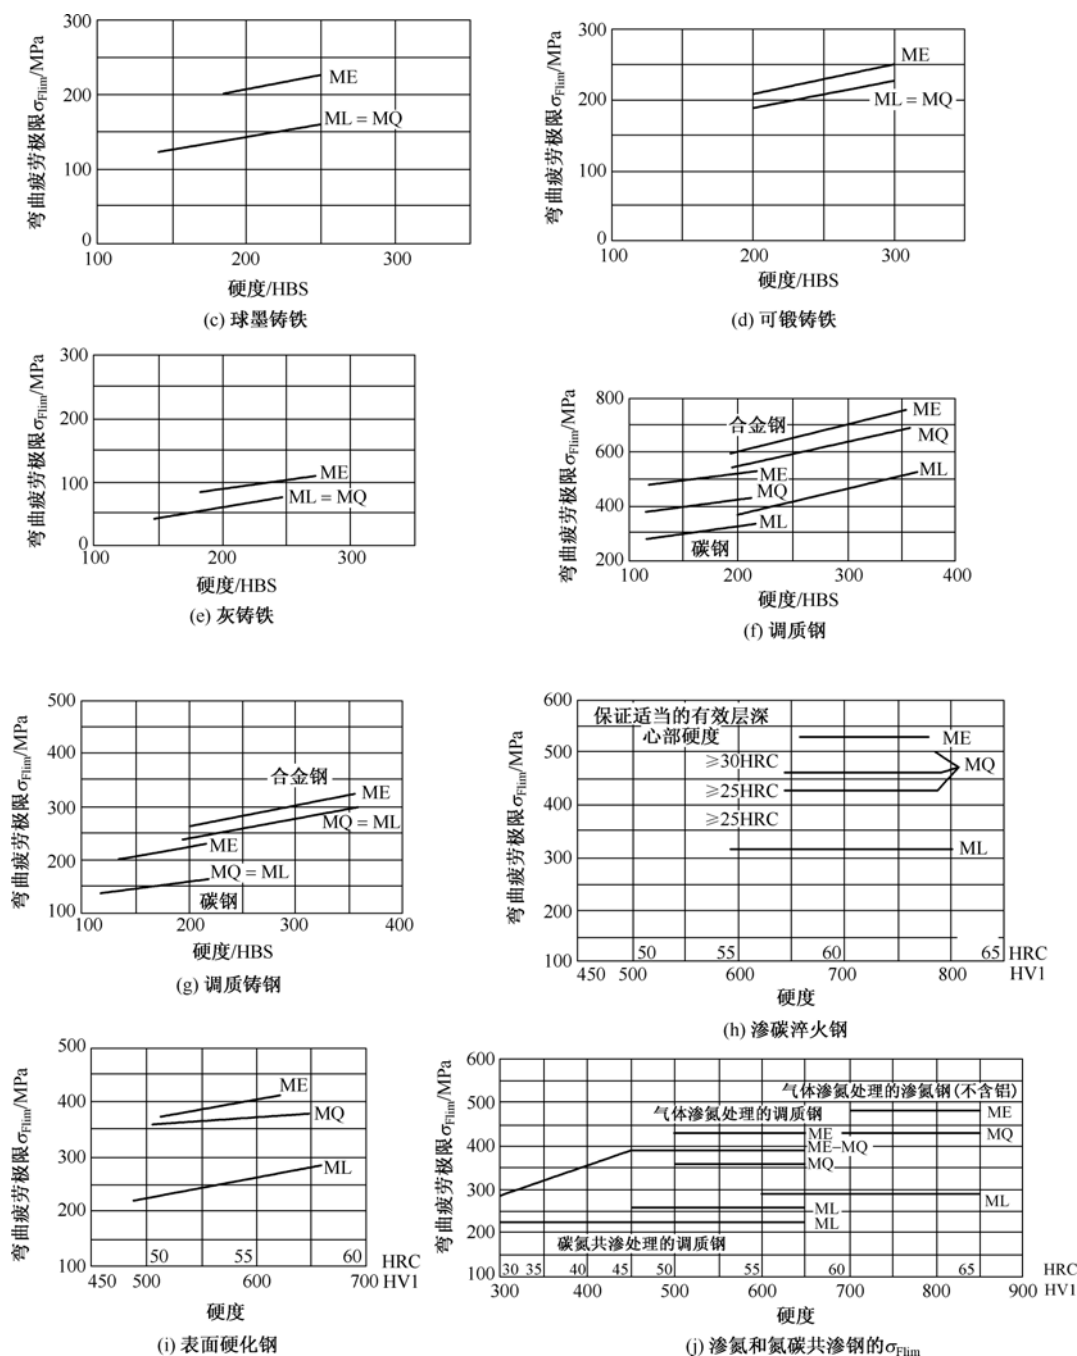 弯曲疲劳极限σFlim/MPa
300
200
100
0
100
200
300
ME
ML = MQ
硬度/HBS
(c) 球墨铸铁
弯曲疲劳极限σFlim/MPa
300
200
100
0
100
200
300
ME
ML = MQ
硬度/HBS
(d) 可锻铸铁
弯曲疲劳极限σFlim/MPa
300
200
100
0
100
200
300
ME
ML = MQ
硬度/HBS
(e) 灰铸铁
弯曲疲劳极限σFlim/MPa
800
600
400
200
100
200
300
400
合金钢
ME
MQ
ML
ME
MQ
ML
碳钢
硬度/HBS
(f) 调质钢
弯曲疲劳极限σFlim/MPa
500
400
300
200
100
100
200
300
400
合金钢
ME
MQ = ML
ME
MQ = ML
碳钢
硬度/HBS
(g) 调质铸钢
弯曲疲劳极限σFlim/MPa
600
500
400
300
200
100
保证适当的有效层深
心部硬度
ME
≥30HRC
MQ
≥25HRC
≥25HRC
ML
50 55 60 65 HRC
450 500 600 700 800 HV1
硬度
(h) 渗碳淬火钢
弯曲疲劳极限σFlim/MPa
500
400
300
200
100
ME
MQ
ML
50 55 60 HRC
450 500 600 700 HV1
硬度
(i) 表面硬化钢
弯曲疲劳极限σFlim/MPa
600
500
400
300
200
100
气体渗氮处理的渗氮钢(不含铝)
气体渗氮处理的调质钢
ME
ME
MQ
ME–MQ
MQ
ML
ML
ML
碳氮共渗处理的调质钢
30 35 40 45 50 55 60 65 HRC
300 400 500 600 700 800 900 HV1
硬度
(j) 渗氮和氮碳共渗钢的σFlim